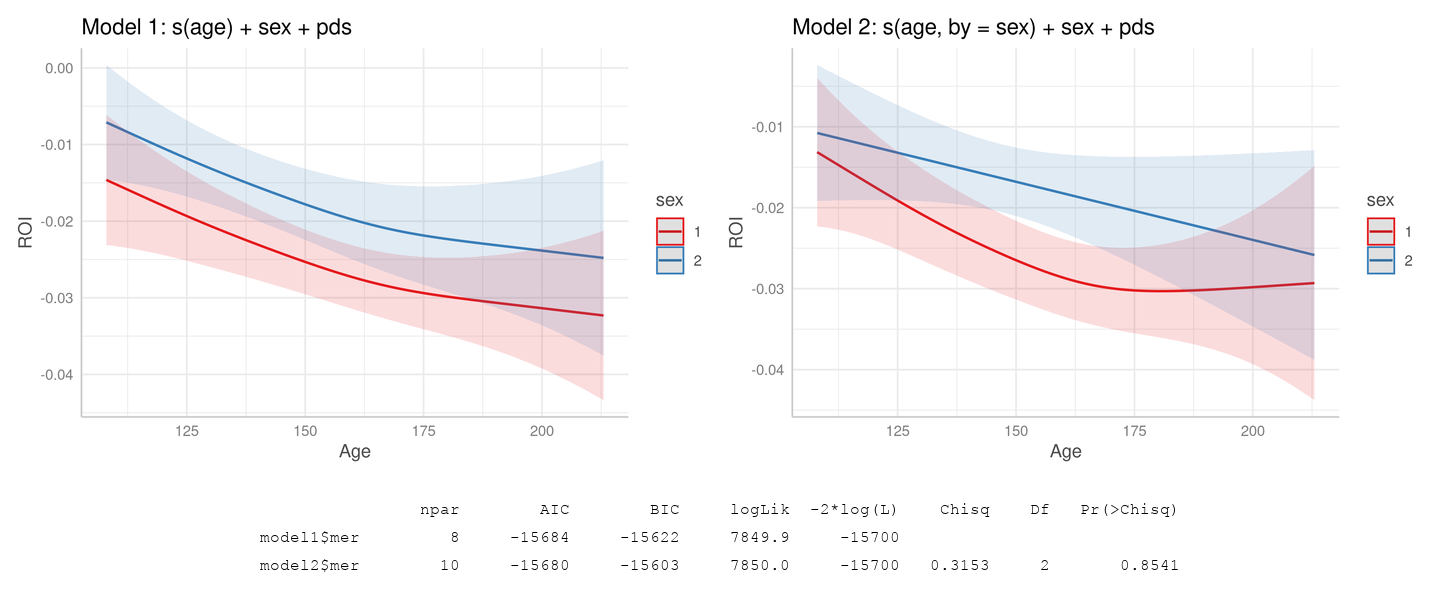 Model 1: s(age) + sex + pds
0.00
-0.01
-0.02
-0.03
-0.04
ROI
125 150 175 200
Age
sex
1
2
Model 2: s(age, by = sex) + sex + pds
-0.01
-0.02
-0.03
-0.04
ROI
125 150 175 200
Age
sex
1
2
npar AIC BIC logLik -2*log(L) Chisq Df Pr(>Chisq)
model1$mer 8 -15684 -15622 7849.9 -15700
model2$mer 10 -15680 -15603 7850.0 -15700 0.3153 2 0.8541